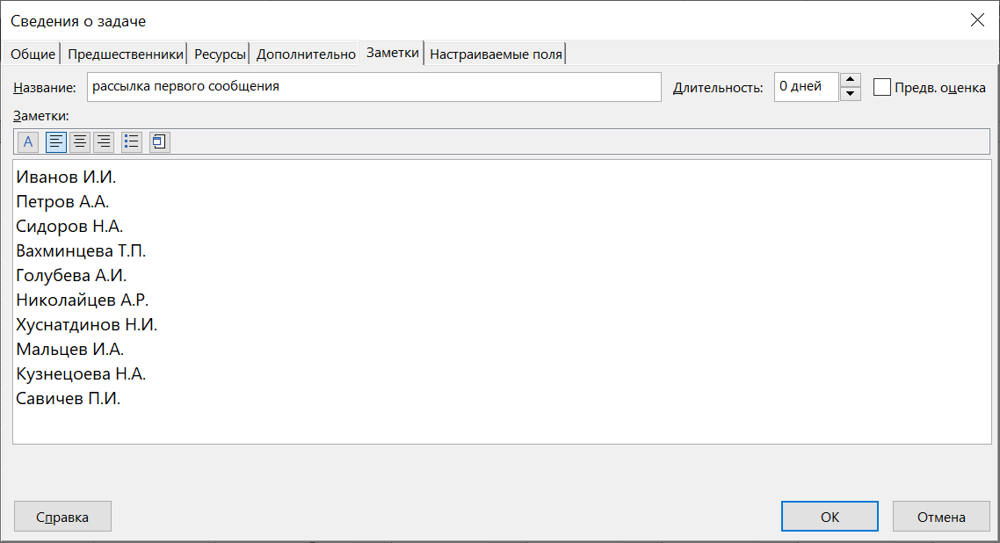 Сведения о задаче
Общие Предшественники Ресурсы Дополнительно Заметки Настраиваемые поля
Название: рассылка первого сообщения Длительность: 0 дней Предв. оценка
Заметки:
A
Иванов И.И.
Петров А.А.
Сидоров Н.А.
Вахминцева Т.П.
Голубева А.И.
Николайцев А.Р.
Хуснатдинов Н.И.
Мальцев И.А.
Кузнецоева Н.А.
Савичев П.И.
Справка ОК Отмена